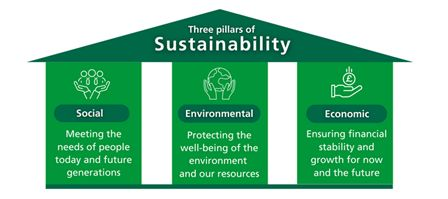 Three pillars of
Sustainability
Social
Meeting the
needs of people
today and future
generations
Environmental
Protecting the
well-being of the
environment
and our resources
£
Economic
Ensuring financial
stability and
growth for now
and the future